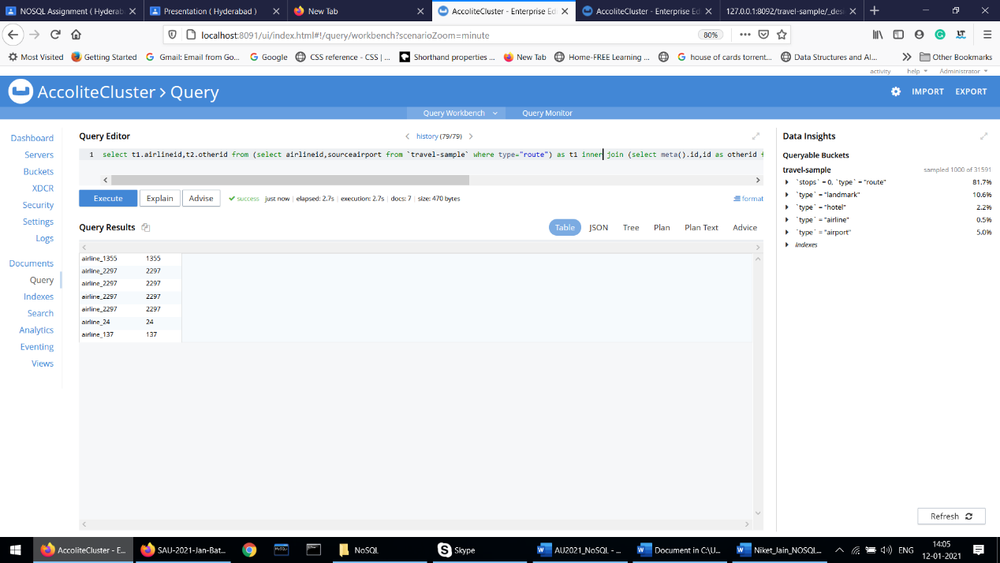 NOSQL Assignment ( Hyderab
Presentation ( Hyderabad )
New Tab
AccoliteCluster - Enterprise Edi
AccoliteCluster - Enterprise Edi
127.0.0.1:8092/travel-sample/_des
localhost:8091/ui/index.html#!/query/workbench?scenarioZoom=minute
80%
Most Visited
Getting Started
Gmail: Email from Go...
Google
CSS reference - CSS | ...
Shorthand properties ...
New Tab
Home-FREE Learning ...
house of cards torrent...
Data Structures and Al...
Other Bookmarks
activity
help
Administrator
AccoliteCluster > Query
IMPORT
EXPORT
Query Workbench
Query Monitor
Dashboard
Servers
Buckets
XDCR
Security
Settings
Logs
Documents
Query
Indexes
Search
Analytics
Eventing
Views
Query Editor
history (79/79)
1 select t1.airlineid,t2.otherid from (select airlineid,sourceairport from `travel-sample` where type="route") as t1 inner join (select meta().id,id as otherid f
Execute
Explain
Advise
success
just now
elapsed: 2.7s
execution: 2.7s
docs: 7
size: 470 bytes
format
Query Results
Table
JSON
Tree
Plan
Plan Text
Advice
airline_1355 1355
airline_2297 2297
airline_2297 2297
airline_2297 2297
airline_2297 2297
airline_24 24
airline_137 137
Data Insights
Queryable Buckets
travel-sample sampled 1000 of 31591
`stops` = 0, `type` = "route" 81.7%
`type` = "landmark" 10.6%
`type` = "hotel" 2.2%
`type` = "airline" 0.5%
`type` = "airport" 5.0%
Indexes
Refresh
AccoliteCluster - E...
SAU-2021-Jan-Bat...
NoSQL
Skype
AU2021_NoSQL - ...
Document in C:\U...
Niket_Jain_NOSQL...
ENG
14:05
12-01-2021